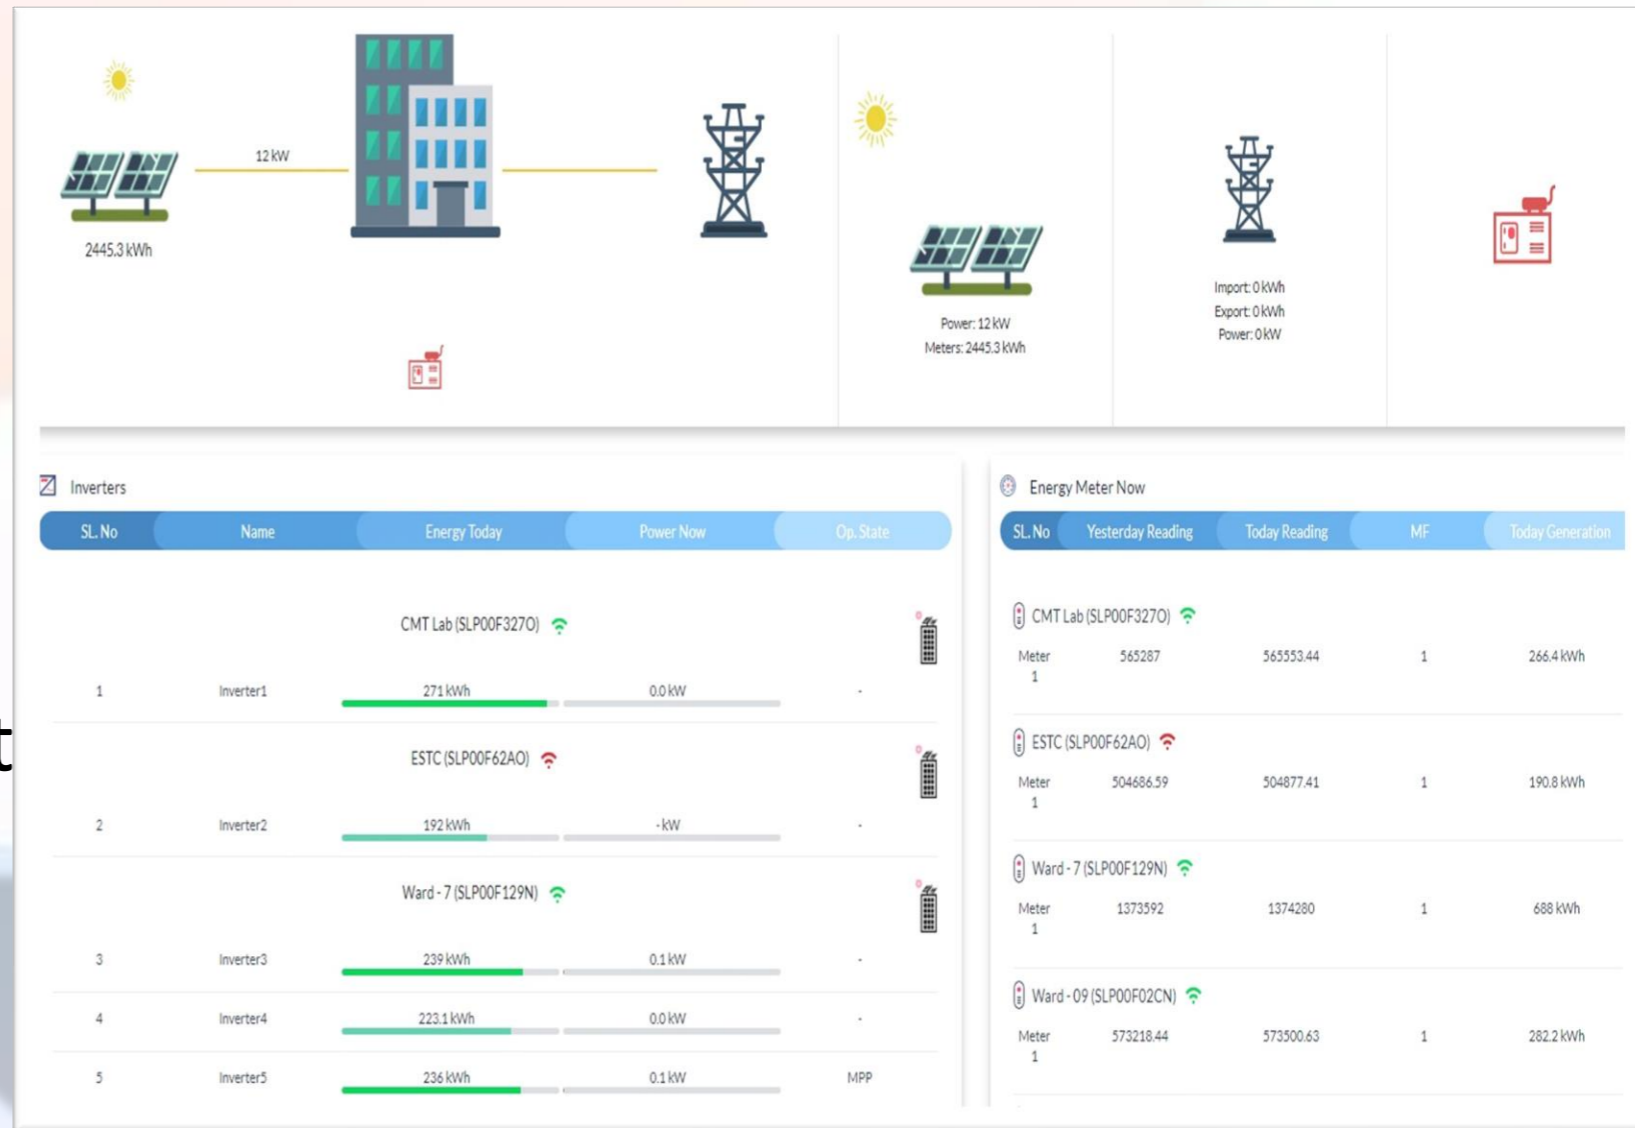 12 kW
2445.3 kWh
Power: 12 kW
Meters: 2445.3 kWh
Import: 0 kWh
Export: 0 kWh
Power: 0 kW
t
Inverters
SL. No Name Energy Today Power Now Op. State
CMT Lab (SLP00F327O)
1 Inverter1 271 kWh 0.0 kW -
ESTC (SLP00F62AO)
2 Inverter2 192 kWh - kW -
Ward - 7 (SLP00F129N)
3 Inverter3 239 kWh 0.1 kW -
4 Inverter4 223.1 kWh 0.0 kW -
5 Inverter5 236 kWh 0.1 kW MPP
Energy Meter Now
SL. No Yesterday Reading Today Reading MF Today Generation
CMT Lab (SLP00F327O)
Meter 565287 565553.44 1 266.4 kWh
1
ESTC (SLP00F62AO)
Meter 504686.59 504877.41 1 190.8 kWh
1
Ward - 7 (SLP00F129N)
Meter 1373592 1374280 1 688 kWh
1
Ward - 09 (SLP00F02CN)
Meter 573218.44 573500.63 1 282.2 kWh
1